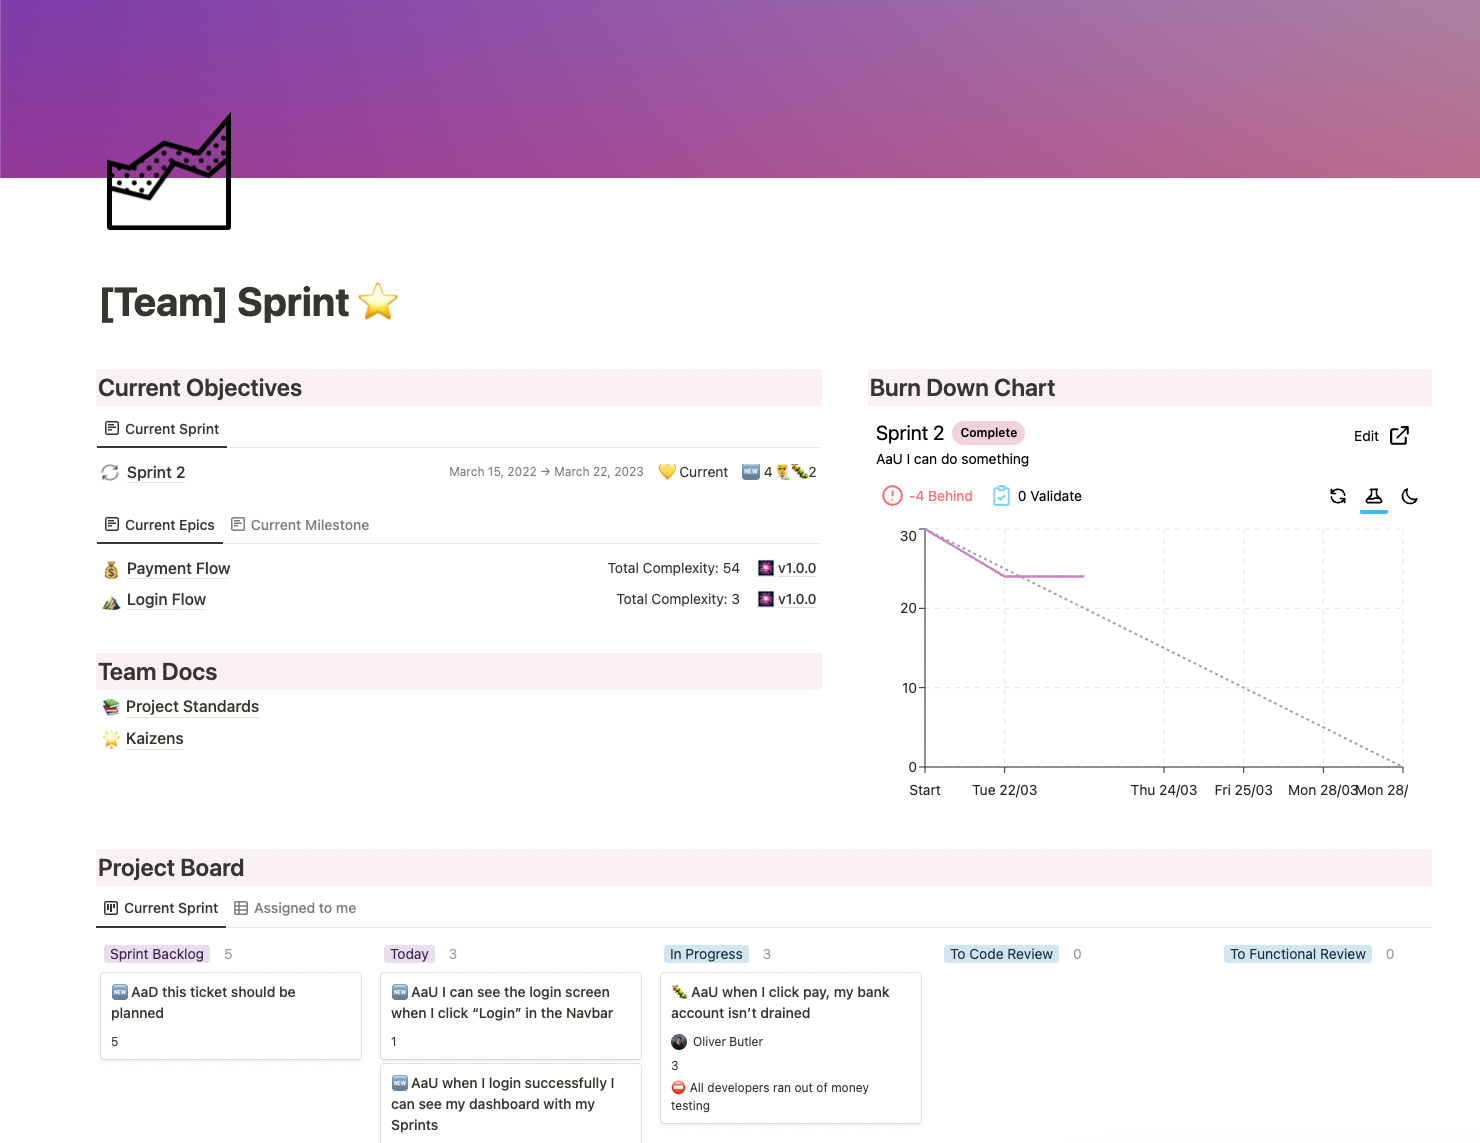 [Team] Sprint ⭐
Current Objectives
Current Sprint
Sprint 2
March 15, 2022 → March 22, 2023
💛 Current
🆕 4 👨‍🍳 🐛 2
Current Epics
Current Milestone
💰 Payment Flow
Total Complexity: 54
v1.0.0
Login Flow
Total Complexity: 3
v1.0.0
Team Docs
📚 Project Standards
🌟 Kaizens
Burn Down Chart
Sprint 2
Complete
Edit
AaU I can do something
-4 Behind
0 Validate
30
20
10
0
Start
Tue 22/03
Thu 24/03
Fri 25/03
Mon 28/03
Mon 28/
Project Board
Current Sprint
Assigned to me
Sprint Backlog 5
🆕 AaD this ticket should be
planned
5
Today 3
🆕 AaU I can see the login screen
when I click “Login” in the Navbar
1
🆕 AaU when I login successfully I
can see my dashboard with my
Sprints
In Progress 3
🐛 AaU when I click pay, my bank
account isn’t drained
Oliver Butler
3
⛔ All developers ran out of money
testing
To Code Review 0
To Functional Review 0